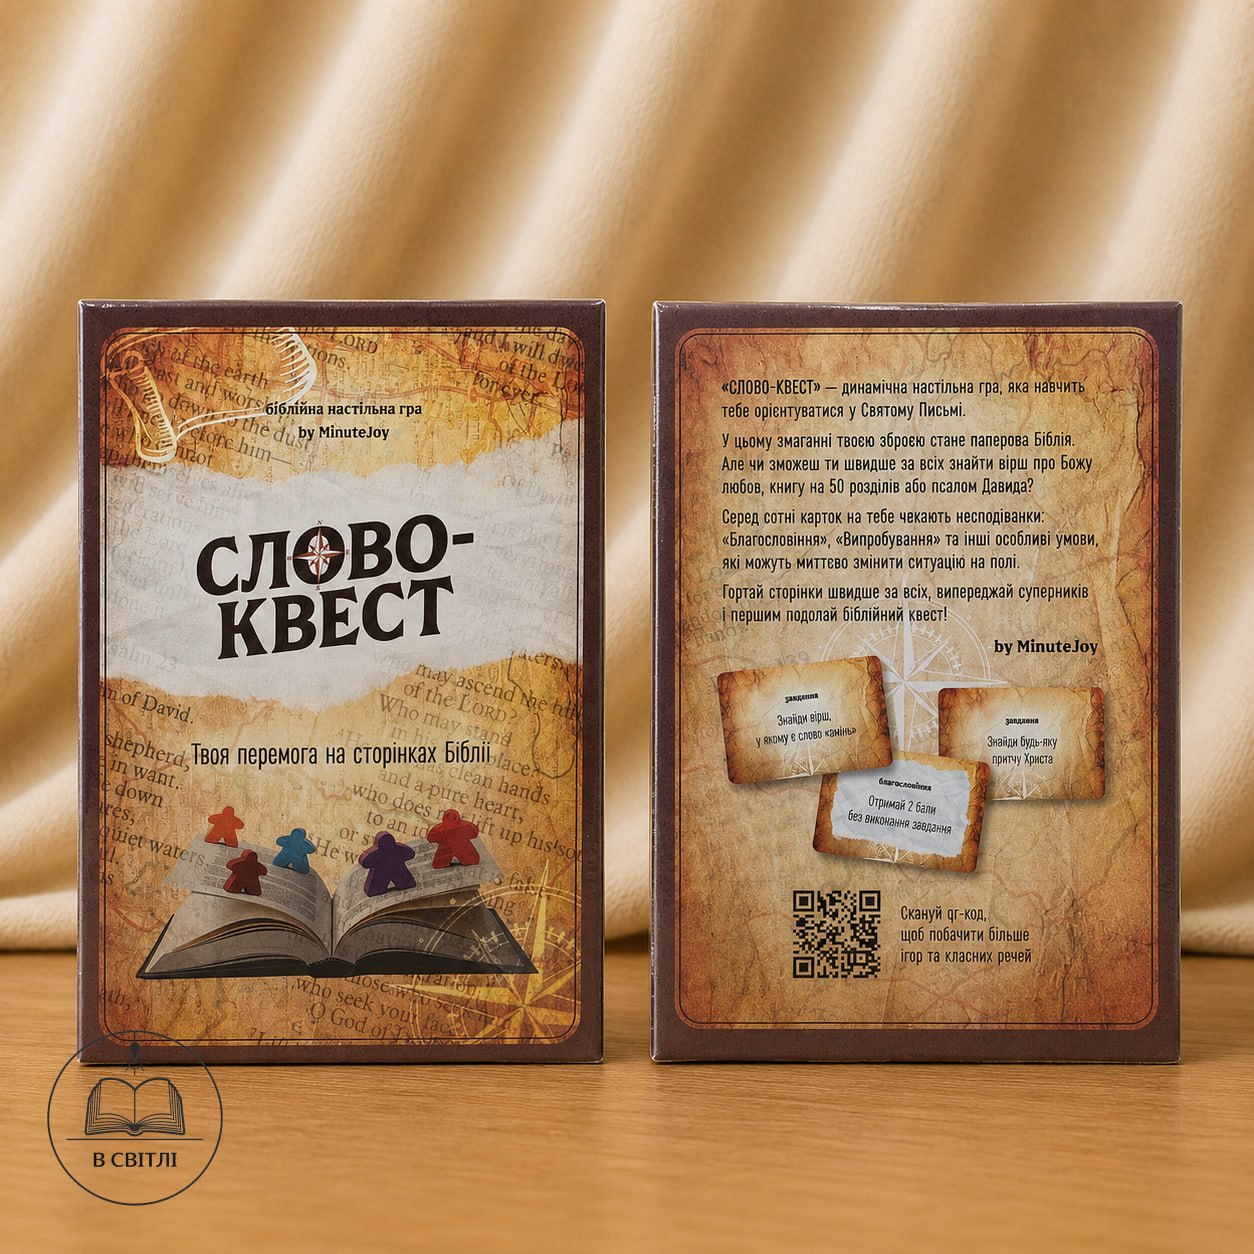 біблійна настільна гра
by MinuteJoy
СЛОВО-
КВЕСТ
Твоя перемога на сторінках Біблії
«СЛОВО-КВЕСТ» — динамічна настільна гра, яка навчить
тебе орієнтуватися у Святому Письмі.
У цьому змаганні твоєю зброєю стане паперова Біблія.
Але чи зможеш ти швидше за всіх знайти вірш про Божу
любов, книгу на 50 розділів або псалом Давида?
Серед сотні карток на тебе чекають несподіванки:
«Благословіння», «Випробування» та інші особливі умови,
які можуть миттєво змінити ситуацію на полі.
Гортай сторінки швидше за всіх, випереджай суперників
і першим подолай біблійний квест!
by MinuteJoy
завдання
Знайди вірш,
у якому є слово «амінь»
завдання
Знайди будь-яку
притчу Христа
благословіння
Отримай 2 бали
без виконання завдання
Скануй qr-код,
щоб побачити більше
ігор та класних речей
В СВІТЛІ